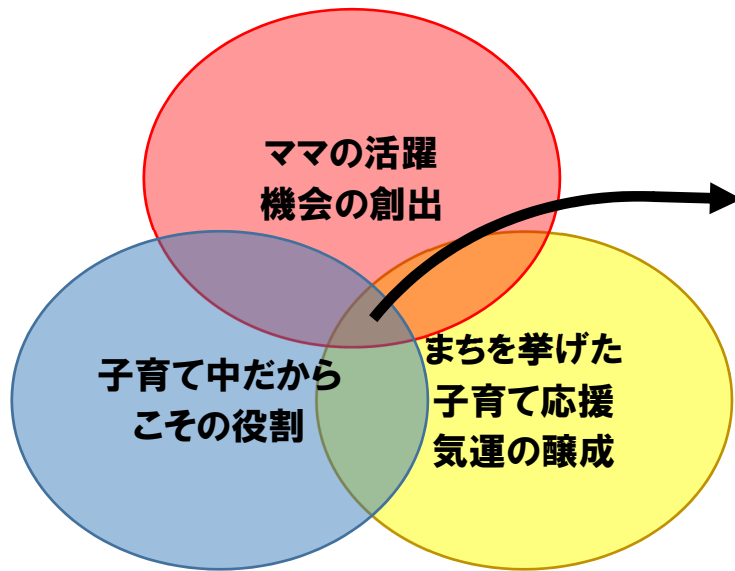 ママの活躍
機会の創出
子育て中だから
こその役割
まちを挙げた
子育て応援
気運の醸成